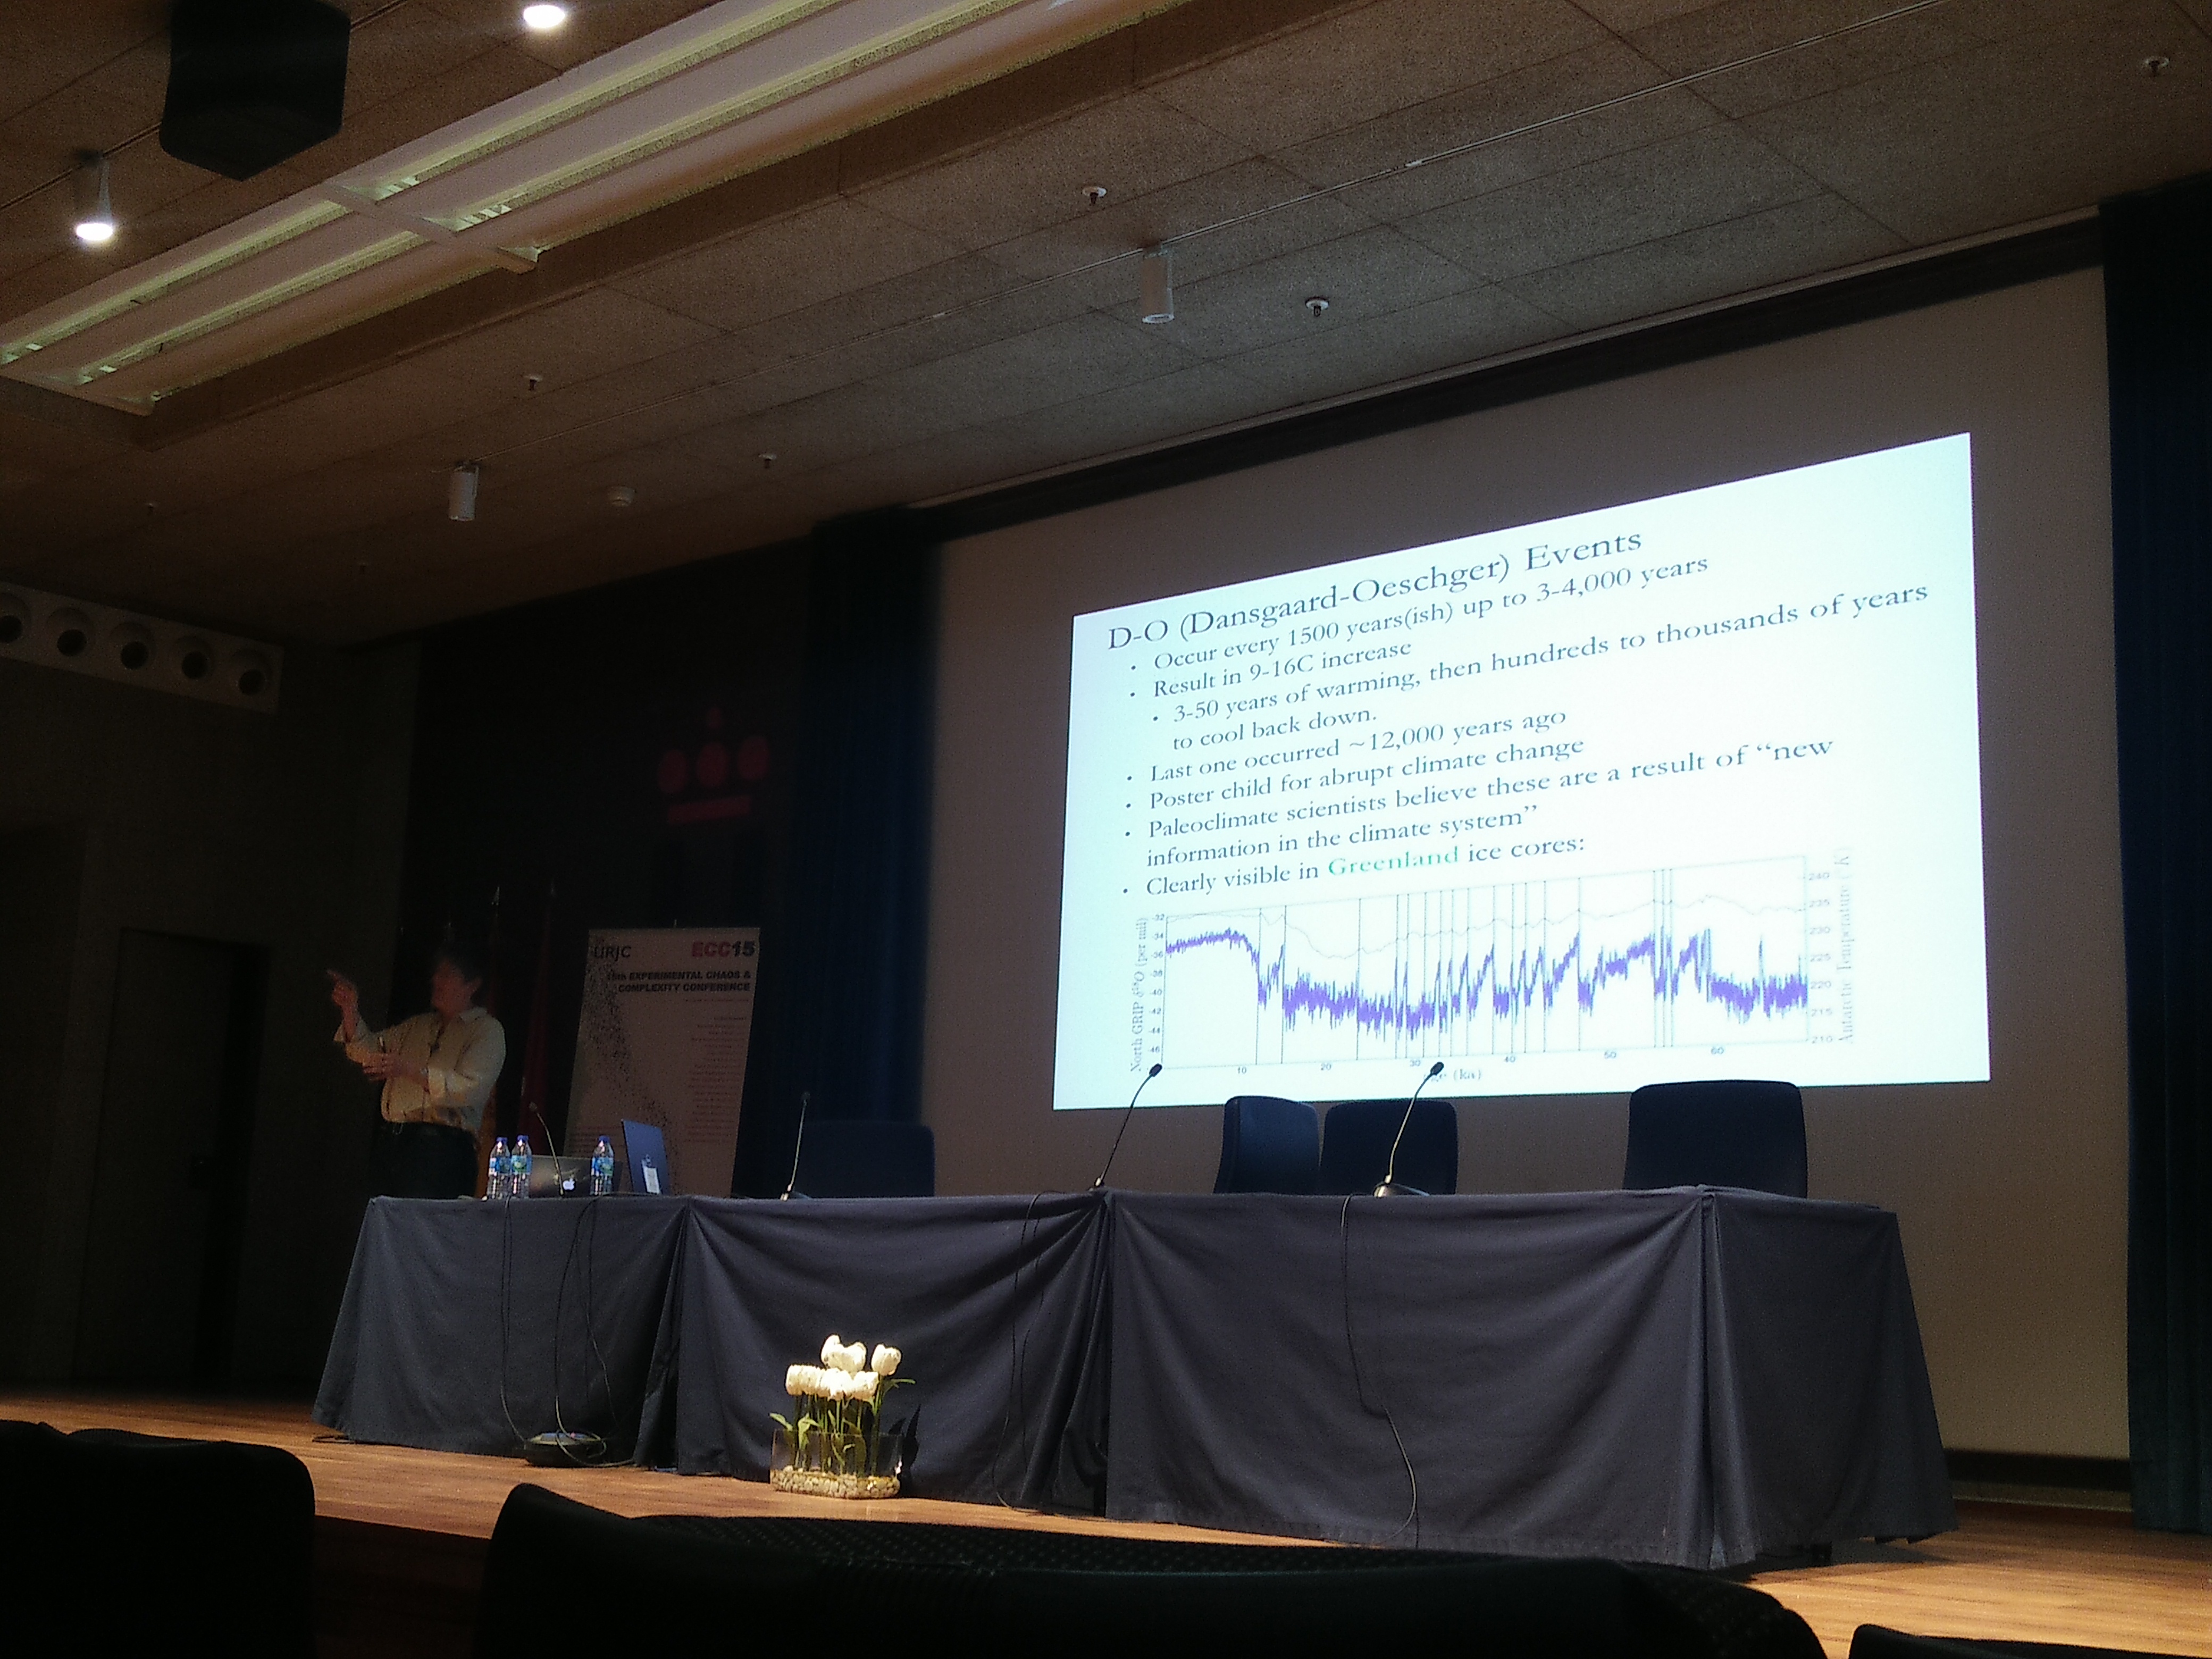 D-O (Dansgaard-Oeschger) Events
• Occur every 1500 years(ish) up to 3-4,000 years
• Result in 9-16C increase
• 3-50 years of warming, then hundreds to thousands of years
to cool back down.
• Last one occurred ~12,000 years ago
• Poster child for abrupt climate change
• Paleoclimate scientists believe these are a result of “new
information in the climate system”
• Clearly visible in Greenland ice cores:
North GRIP δ¹⁸O (per mil)
-32
-34
-36
-38
-40
-42
-44
-46
10
20
30
40
50
60
(ka)
240
235
230
225
220
215
210
Antarctic Temperature
URJC
ECC15
15th EXPERIMENTAL CHAOS &
COMPLEXITY CONFERENCE